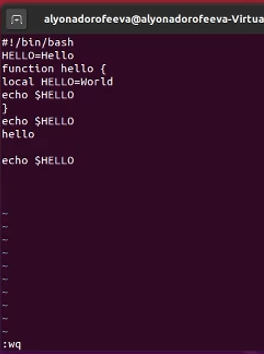 alyonadorofeeva@alyonadorofeeva-Virtua
#!/bin/bash
HELLO=Hello
function hello {
local HELLO=World
echo $HELLO
}
echo $HELLO
hello
echo $HELLO
~
~
~
~
~
~
~
~
~
~
:wq